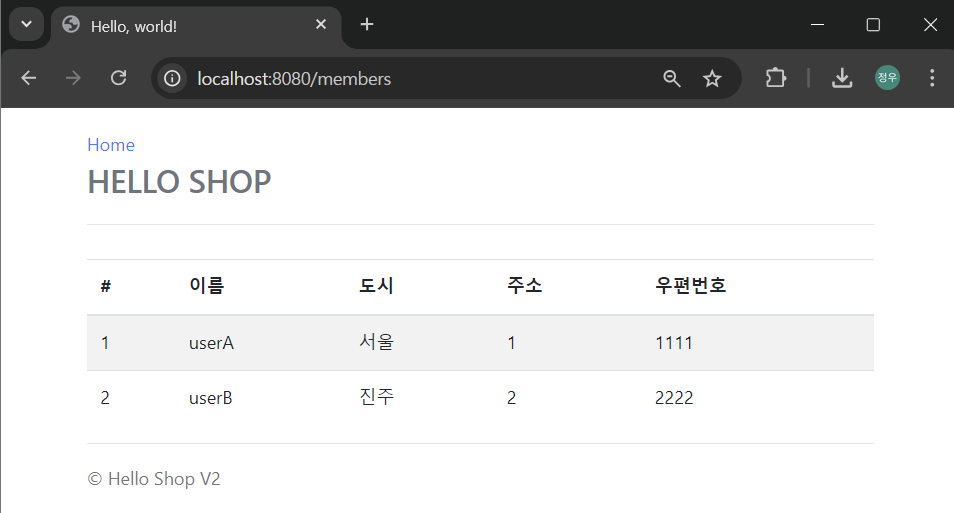 Hello, world!
localhost:8080/members
정우
Home
HELLO SHOP
# 이름 도시 주소 우편번호
1 userA 서울 1 1111
2 userB 진주 2 2222
© Hello Shop V2